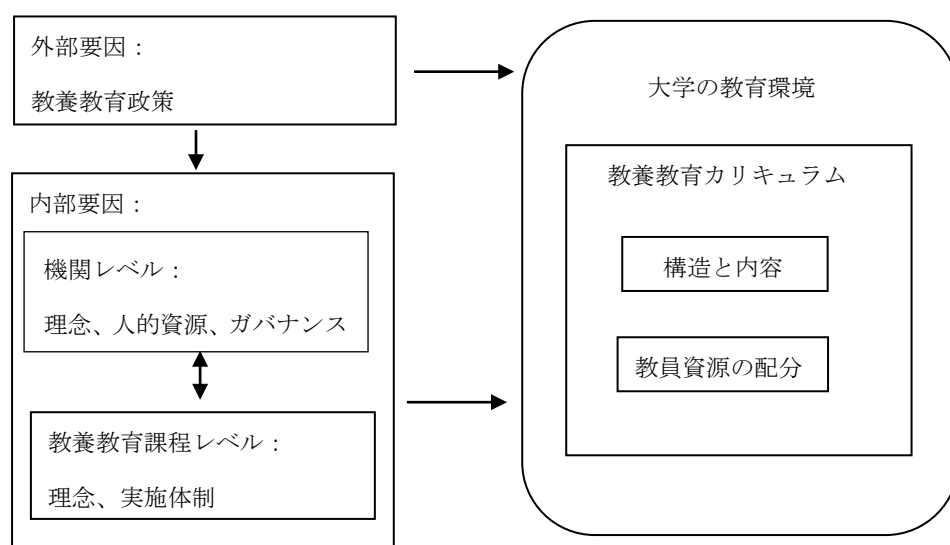 外部要因：
教養教育政策
内部要因：
機関レベル：
理念、人的資源、ガバナンス
教養教育課程レベル：
理念、実施体制
大学の教育環境
教養教育カリキュラム
構造と内容
教員資源の配分